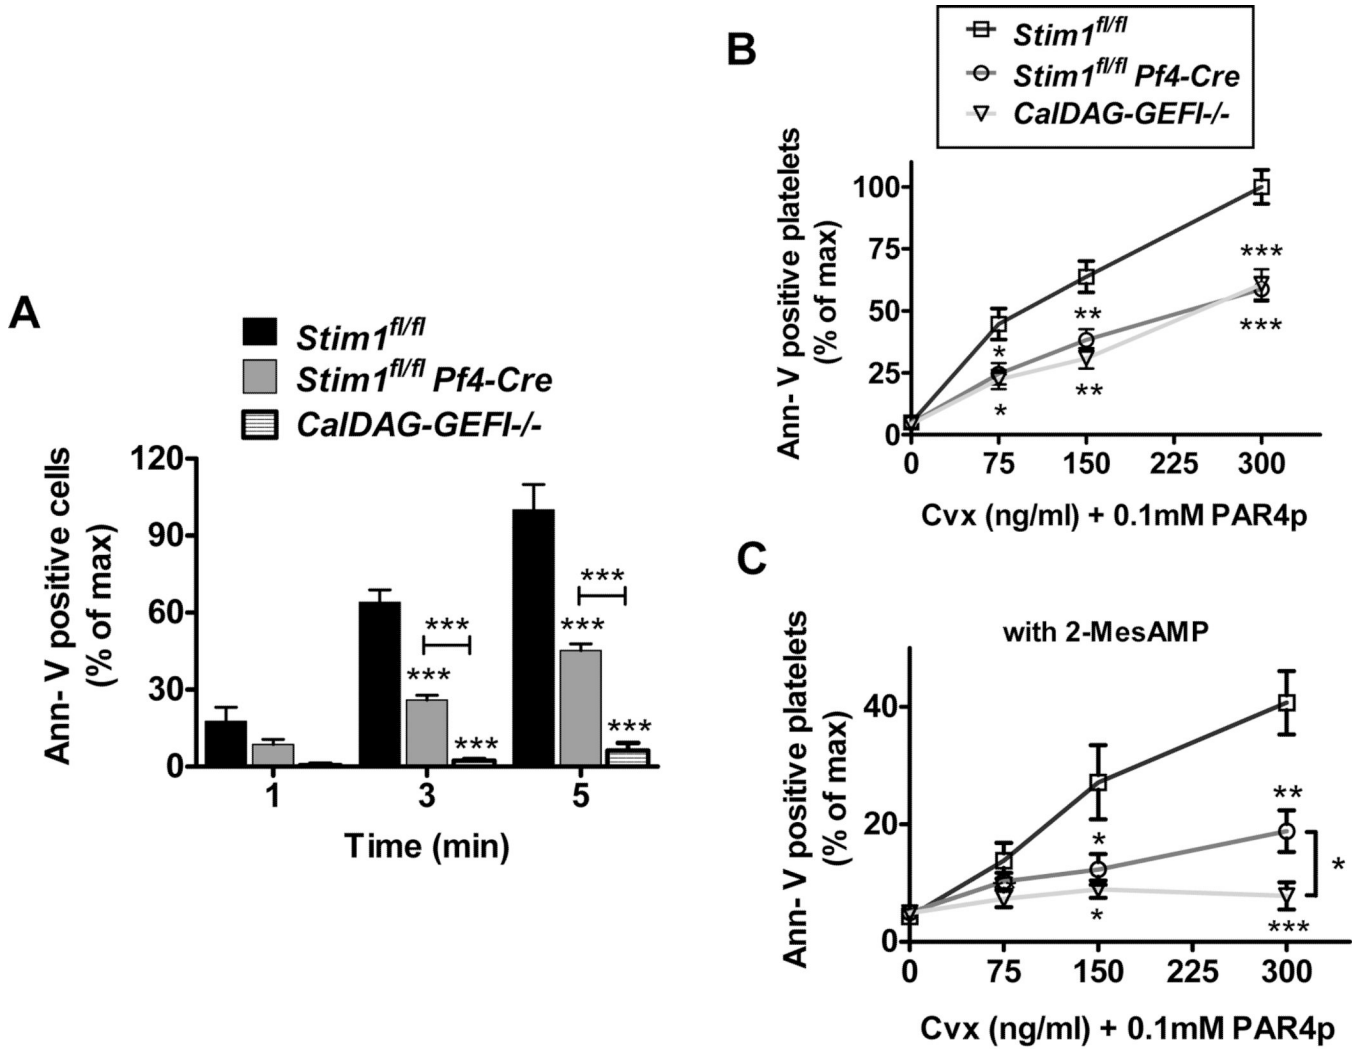 A
Stim1fl/fl
Stim1fl/fl Pf4-Cre
CalDAG-GEFI-/-
Ann- V positive cells
(% of max)
120
90
60
30
0
***
***
***
***
***
***
1
3
5
Time (min)
B
Stim1fl/fl
Stim1fl/fl Pf4-Cre
CalDAG-GEFI-/-
Ann- V positive platelets
(% of max)
100
75
50
25
0
*
*
**
**
***
***
0
75
150
225
300
Cvx (ng/ml) + 0.1mM PAR4p
C
with 2-MesAMP
Ann- V positive platelets
(% of max)
40
20
0
*
*
**
*
***
0
75
150
225
300
Cvx (ng/ml) + 0.1mM PAR4p